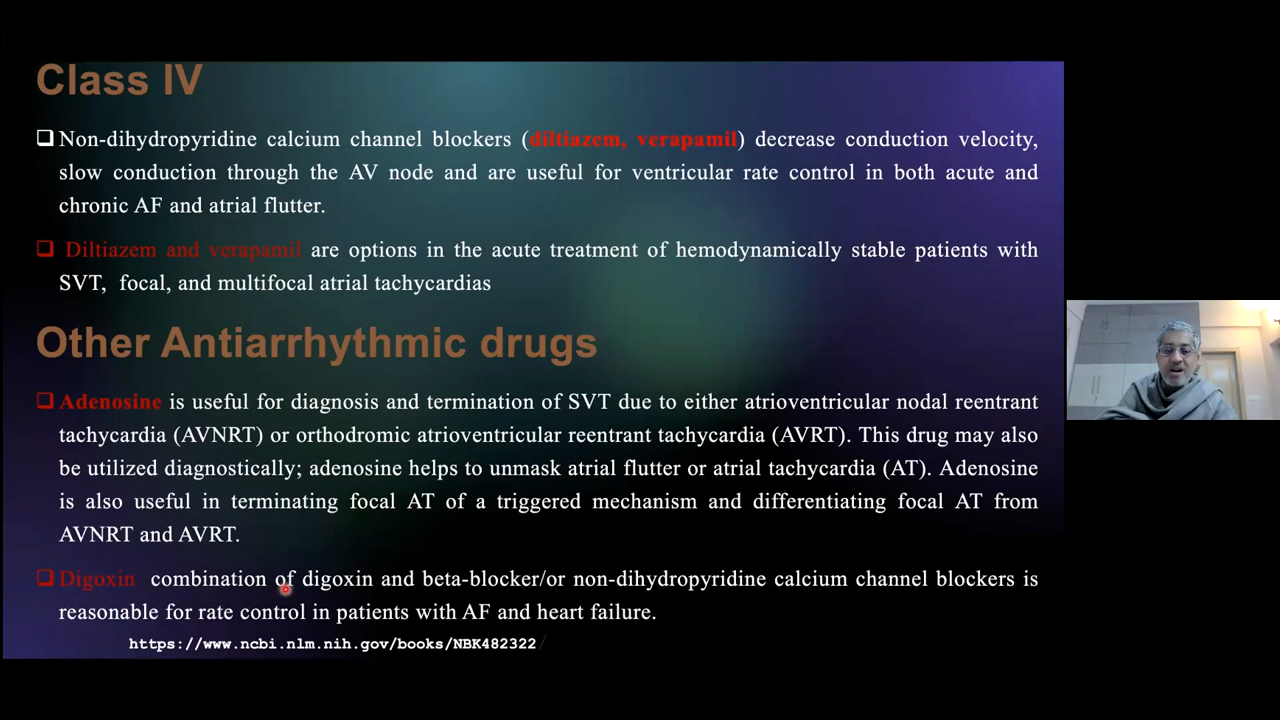 Class IV
❑ Non-dihydropyridine calcium channel blockers (diltiazem, verapamil) decrease conduction velocity,
slow conduction through the AV node and are useful for ventricular rate control in both acute and
chronic AF and atrial flutter.
❑ Diltiazem and verapamil are options in the acute treatment of hemodynamically stable patients with
SVT, focal, and multifocal atrial tachycardias
Other Antiarrhythmic drugs
❑ Adenosine is useful for diagnosis and termination of SVT due to either atrioventricular nodal reentrant
tachycardia (AVNRT) or orthodromic atrioventricular reentrant tachycardia (AVRT). This drug may also
be utilized diagnostically; adenosine helps to unmask atrial flutter or atrial tachycardia (AT). Adenosine
is also useful in terminating focal AT of a triggered mechanism and differentiating focal AT from
AVNRT and AVRT.
❑ Digoxin combination of digoxin and beta-blocker/or non-dihydropyridine calcium channel blockers is
reasonable for rate control in patients with AF and heart failure.
https://www.ncbi.nlm.nih.gov/books/NBK482322/